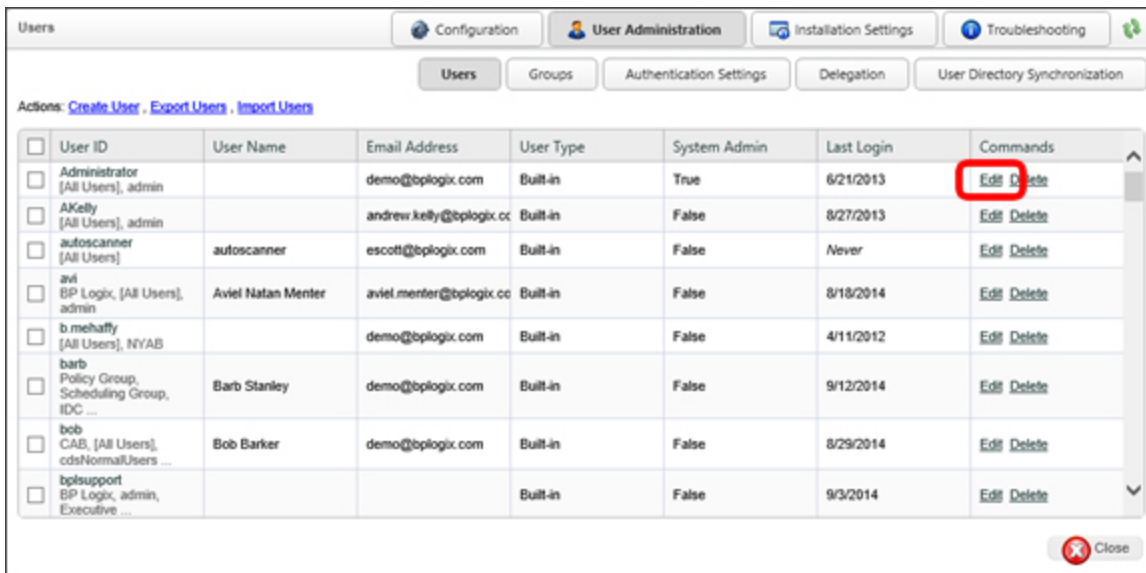 Users Configuration User Administration Installation Settings Troubleshooting
Users Groups Authentication Settings Delegation User Directory Synchronization
Actions: Create User , Export Users , Import Users
User ID User Name Email Address User Type System Admin Last Login Commands
Administrator
[All Users], admin
demo@bplogix.com Built-in True 6/21/2013 Edit Delete
AKelly
[All Users], admin
andrew.kelly@bplogix.cc Built-in False 8/27/2013 Edit Delete
autoscanner
[All Users]
autoscanner escott@bplogix.com Built-in False Never Edit Delete
avi
BP Logix, [All Users],
admin
Aviel Natan Menter aviel.menter@bplogix.cc Built-in False 8/18/2014 Edit Delete
b.mehaffy
[All Users], NYAB
demo@bplogix.com Built-in False 4/11/2012 Edit Delete
barb
Policy Group,
Scheduling Group,
IDC ...
Barb Stanley demo@bplogix.com Built-in False 9/12/2014 Edit Delete
bob
CAB, [All Users],
cdsNormalUsers ...
Bob Barker demo@bplogix.com Built-in False 8/29/2014 Edit Delete
bplsupport
BP Logix, admin,
Executive ...
Built-in False 9/3/2014 Edit Delete
Close